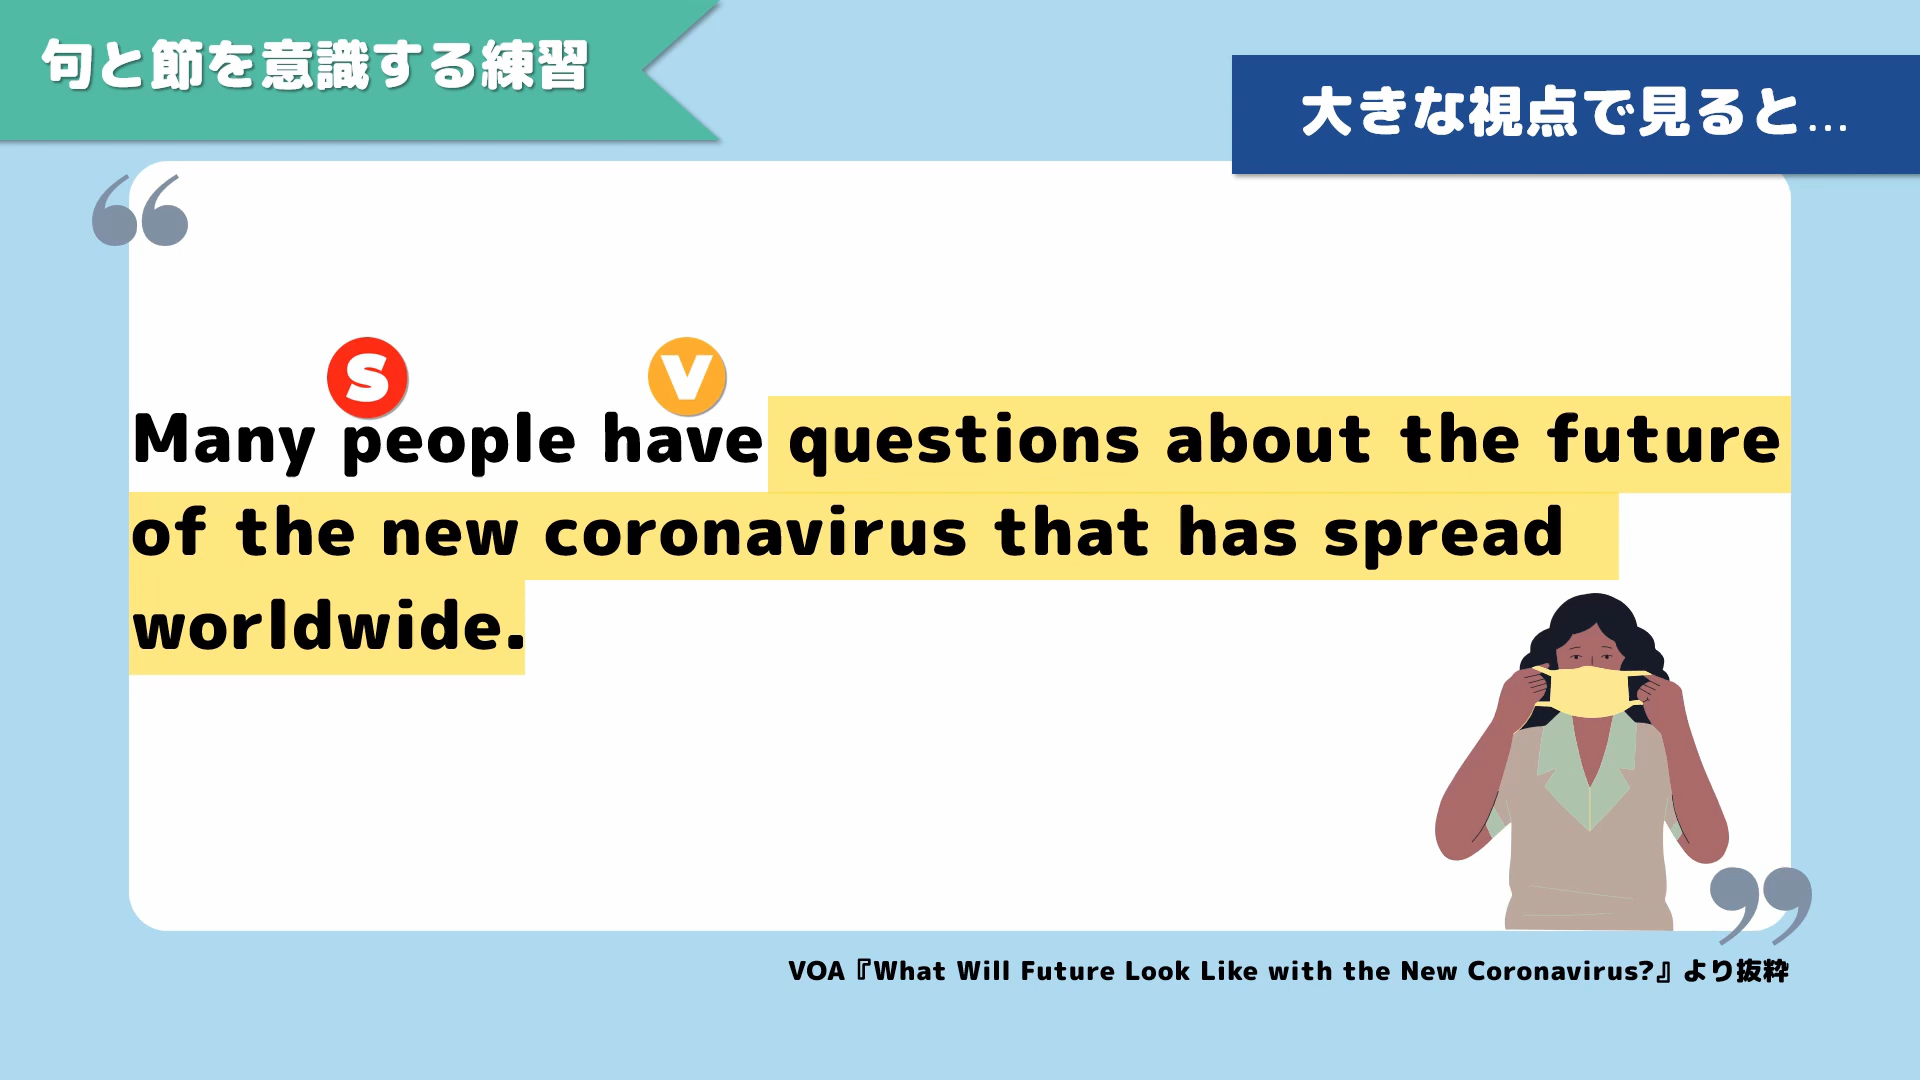 句と節を意識する練習
大きな視点で見ると...
“
S V
Many people have questions about the future
of the new coronavirus that has spread
worldwide.
”
VOA『What Will Future Look Like with the New Coronavirus?』より抜粋